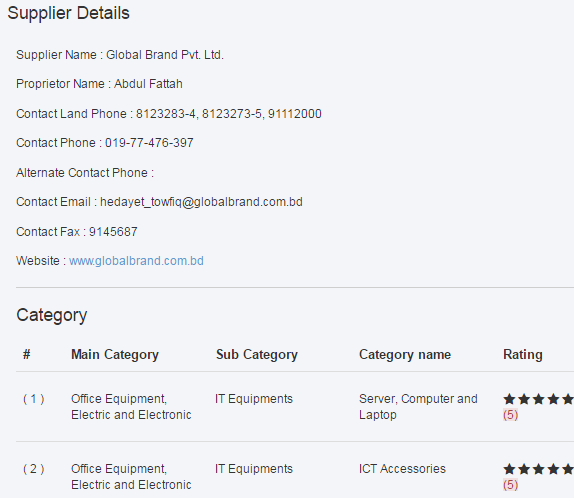 Supplier Details
Supplier Name : Global Brand Pvt. Ltd.
Proprietor Name : Abdul Fattah
Contact Land Phone : 8123283-4, 8123273-5, 91112000
Contact Phone : 019-77-476-397
Alternate Contact Phone :
Contact Email : hedayet_towfiq@globalbrand.com.bd
Contact Fax : 9145687
Website : www.globalbrand.com.bd
Category
# Main Category Sub Category Category name Rating
( 1 ) Office Equipment, IT Equipments Server, Computer and ★★★★★
Electric and Electronic Laptop (5)
( 2 ) Office Equipment, IT Equipments ICT Accessories ★★★★★
Electric and Electronic (5)